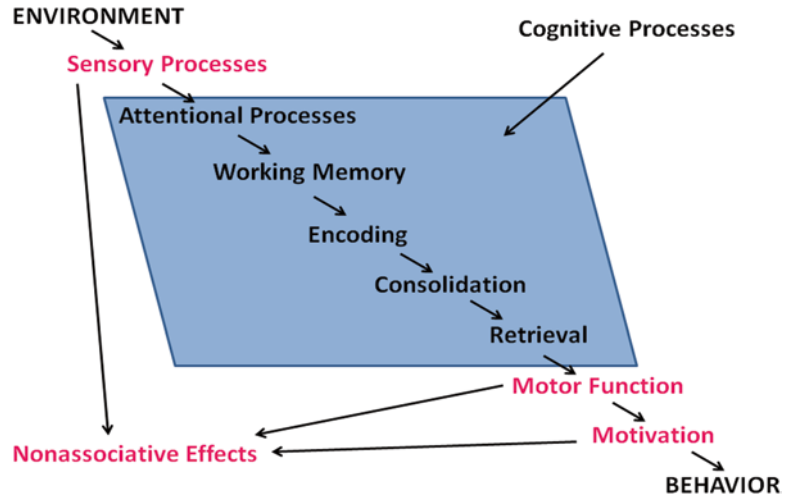 ENVIRONMENT
Cognitive Processes
Sensory Processes
Attentional Processes
Working Memory
Encoding
Consolidation
Retrieval
Motor Function
Motivation
Nonassociative Effects
BEHAVIOR